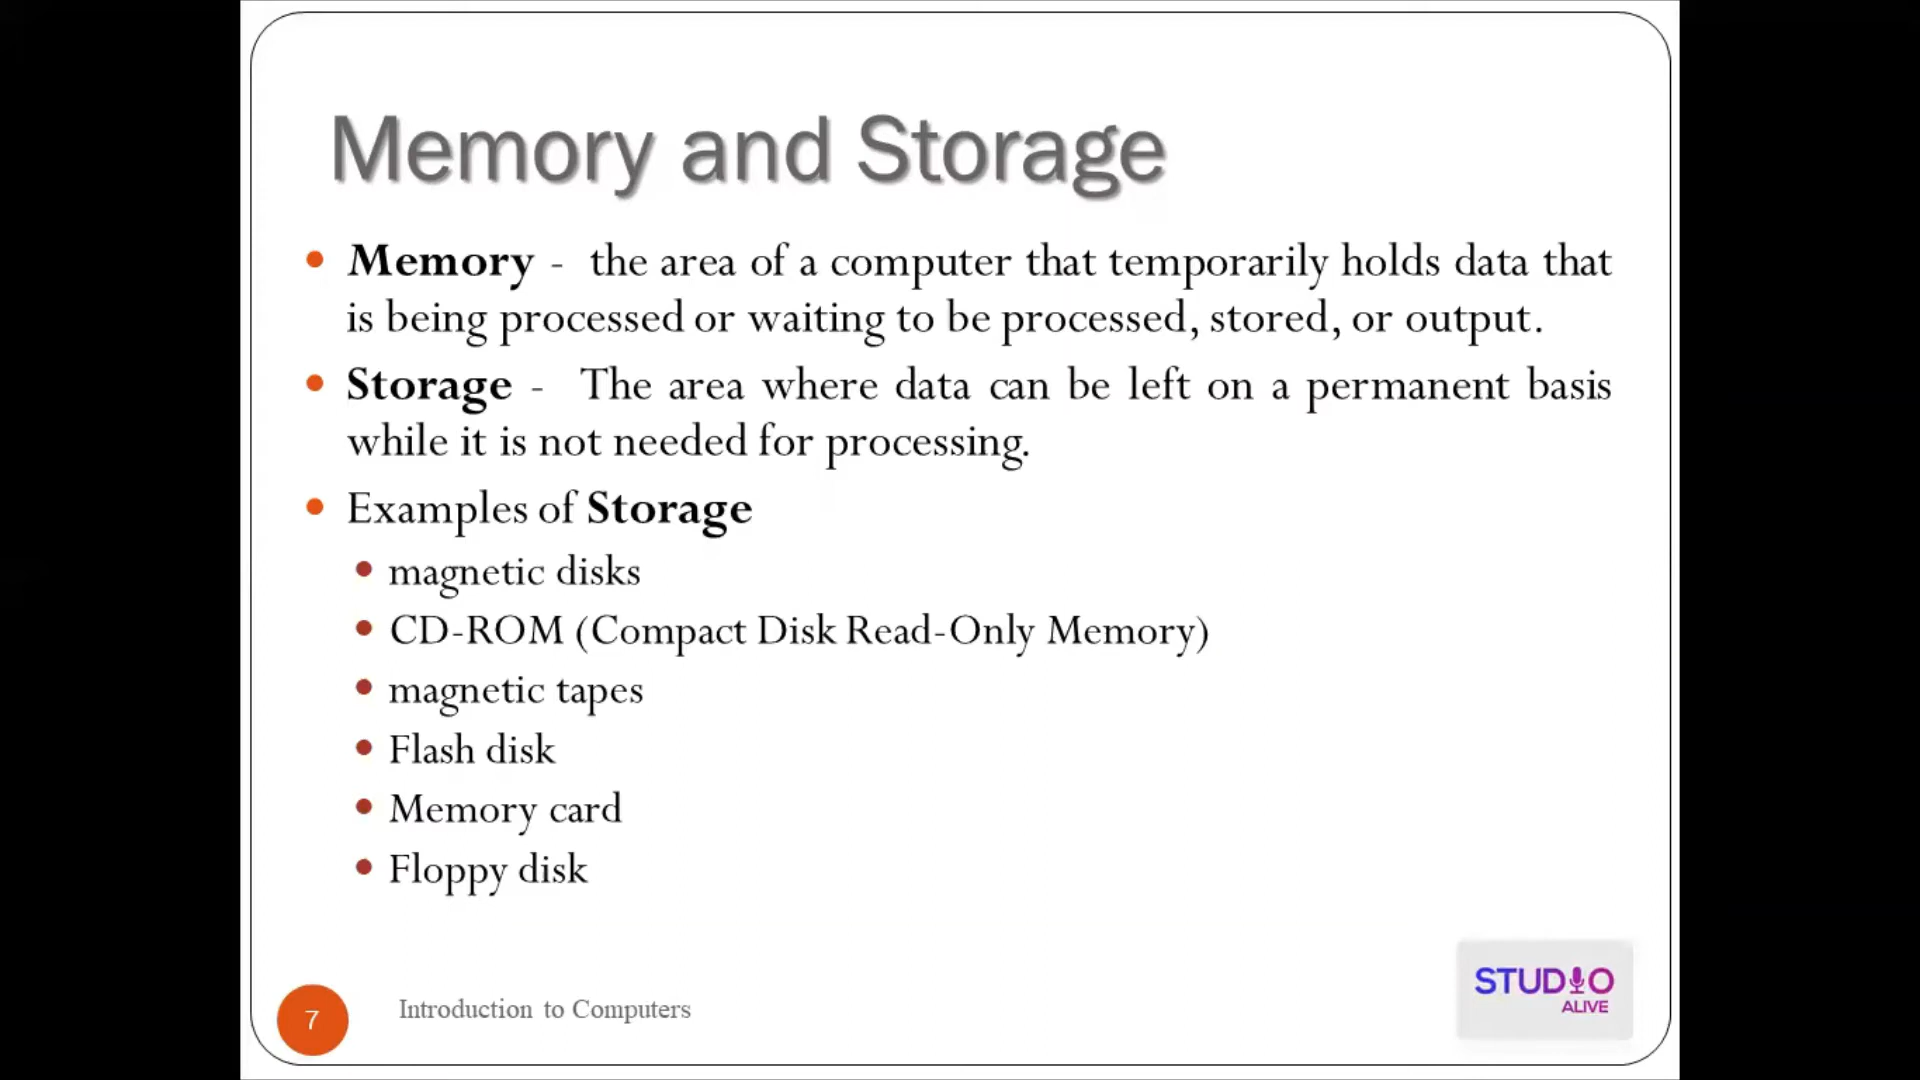 Memory and Storage
Memory - the area of a computer that temporarily holds data that
is being processed or waiting to be processed, stored, or output.
Storage - The area where data can be left on a permanent basis
while it is not needed for processing.
Examples of Storage
magnetic disks
CD-ROM (Compact Disk Read-Only Memory)
magnetic tapes
Flash disk
Memory card
Floppy disk
7
Introduction to Computers
STUDIO
ALIVE